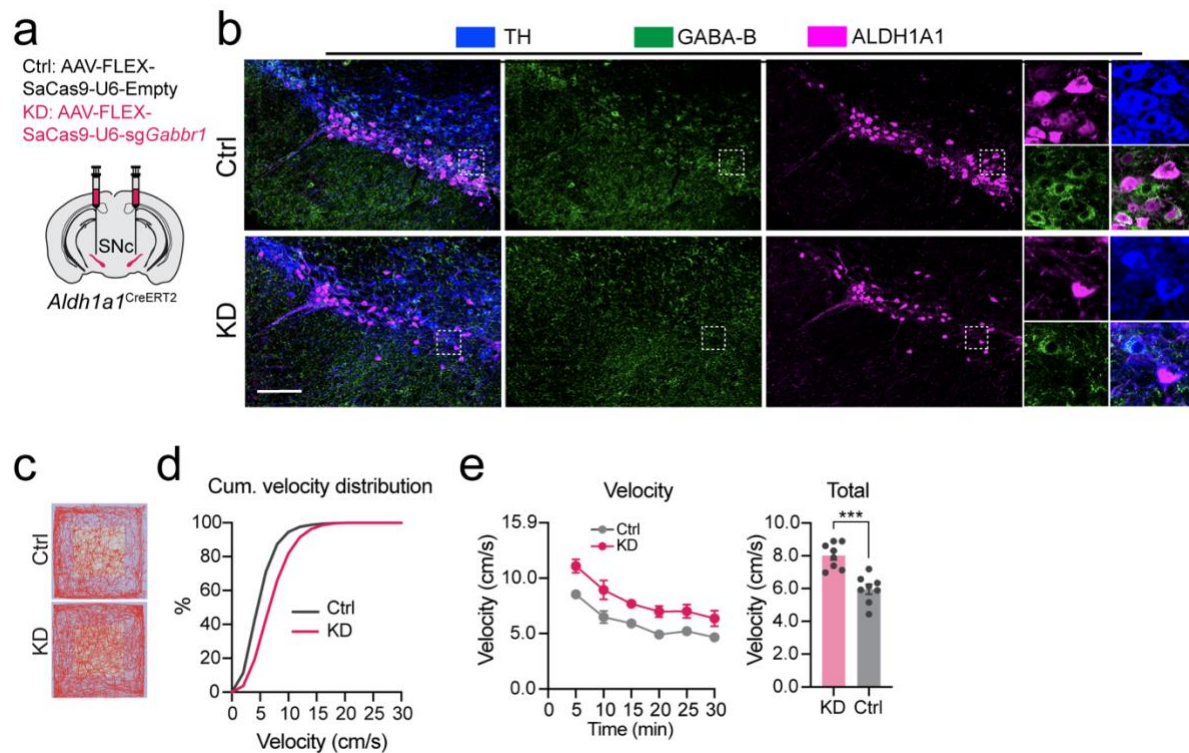 a
Ctrl: AAV-FLEX-
SaCas9-U6-Empty
KD: AAV-FLEX-
SaCas9-U6-sgGabbr1
SNc
Aldh1a1CreERT2
b
TH GABA-B ALDH1A1
Ctrl
KD
c
Ctrl
KD
d
Cum. velocity distribution
100
80
60
40
20
0
%
Ctrl
KD
0 5 10 15 20 25 30
Velocity (cm/s)
e
Velocity
15.9
10.0
5.0
0.0
Velocity (cm/s)
Ctrl
KD
0 5 10 15 20 25 30
Time (min)
Total
***
10.0
8.0
6.0
4.0
2.0
0.0
Velocity (cm/s)
KD Ctrl